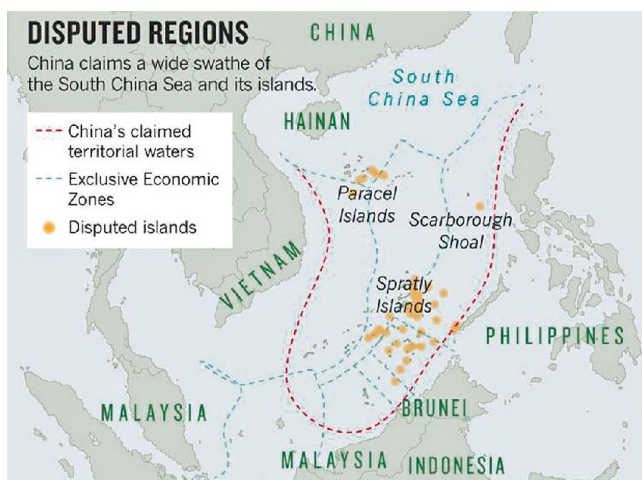 DISPUTED REGIONS
China claims a wide swathe of
the South China Sea and its islands.
China's claimed
territorial waters
Exclusive Economic
Zones
Disputed islands
CHINA
South
China Sea
HAINAN
Paracel
Islands
Scarborough
Shoal
VIETNAM
Spratly
Islands
PHILIPPINES
MALAYSIA
BRUNEI
MALAYSIA
INDONESIA